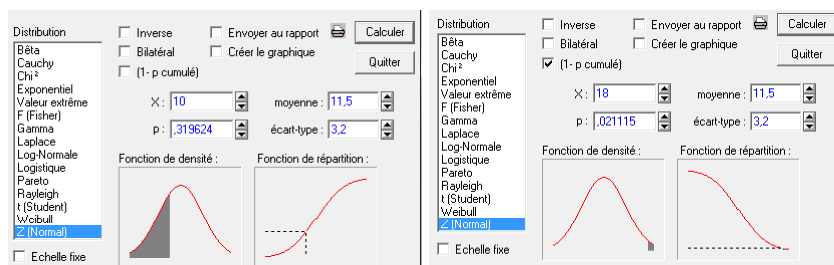 Distribution
Bêta
Cauchy
Chi ²
Exponentiel
Valeur extrême
F (Fisher)
Gamma
Laplace
Log-Normale
Logistique
Pareto
Rayleigh
t (Student)
Weibull
Z (Normal)
Echelle fixe
Inverse
Envoyer au rapport
Calculer
Bilatéral
Créer le graphique
(1- p cumulé)
Quitter
X : 10
moyenne : 11,5
p : ,319624
écart-type : 3,2
Fonction de densité :
Fonction de répartition :
Distribution
Bêta
Cauchy
Chi ²
Exponentiel
Valeur extrême
F (Fisher)
Gamma
Laplace
Log-Normale
Logistique
Pareto
Rayleigh
t (Student)
Weibull
Z (Normal)
Echelle fixe
Inverse
Envoyer au rapport
Calculer
Bilatéral
Créer le graphique
(1- p cumulé)
Quitter
X : 18
moyenne : 11,5
p : ,021115
écart-type : 3,2
Fonction de densité :
Fonction de répartition :